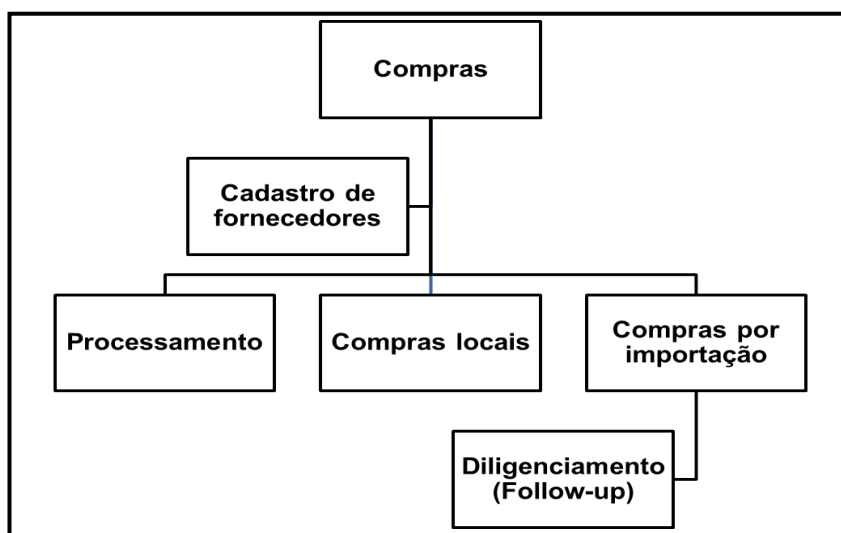 Compras
Cadastro de
fornecedores
Processamento
Compras locais
Compras por
importação
Diligenciamento
(Follow-up)